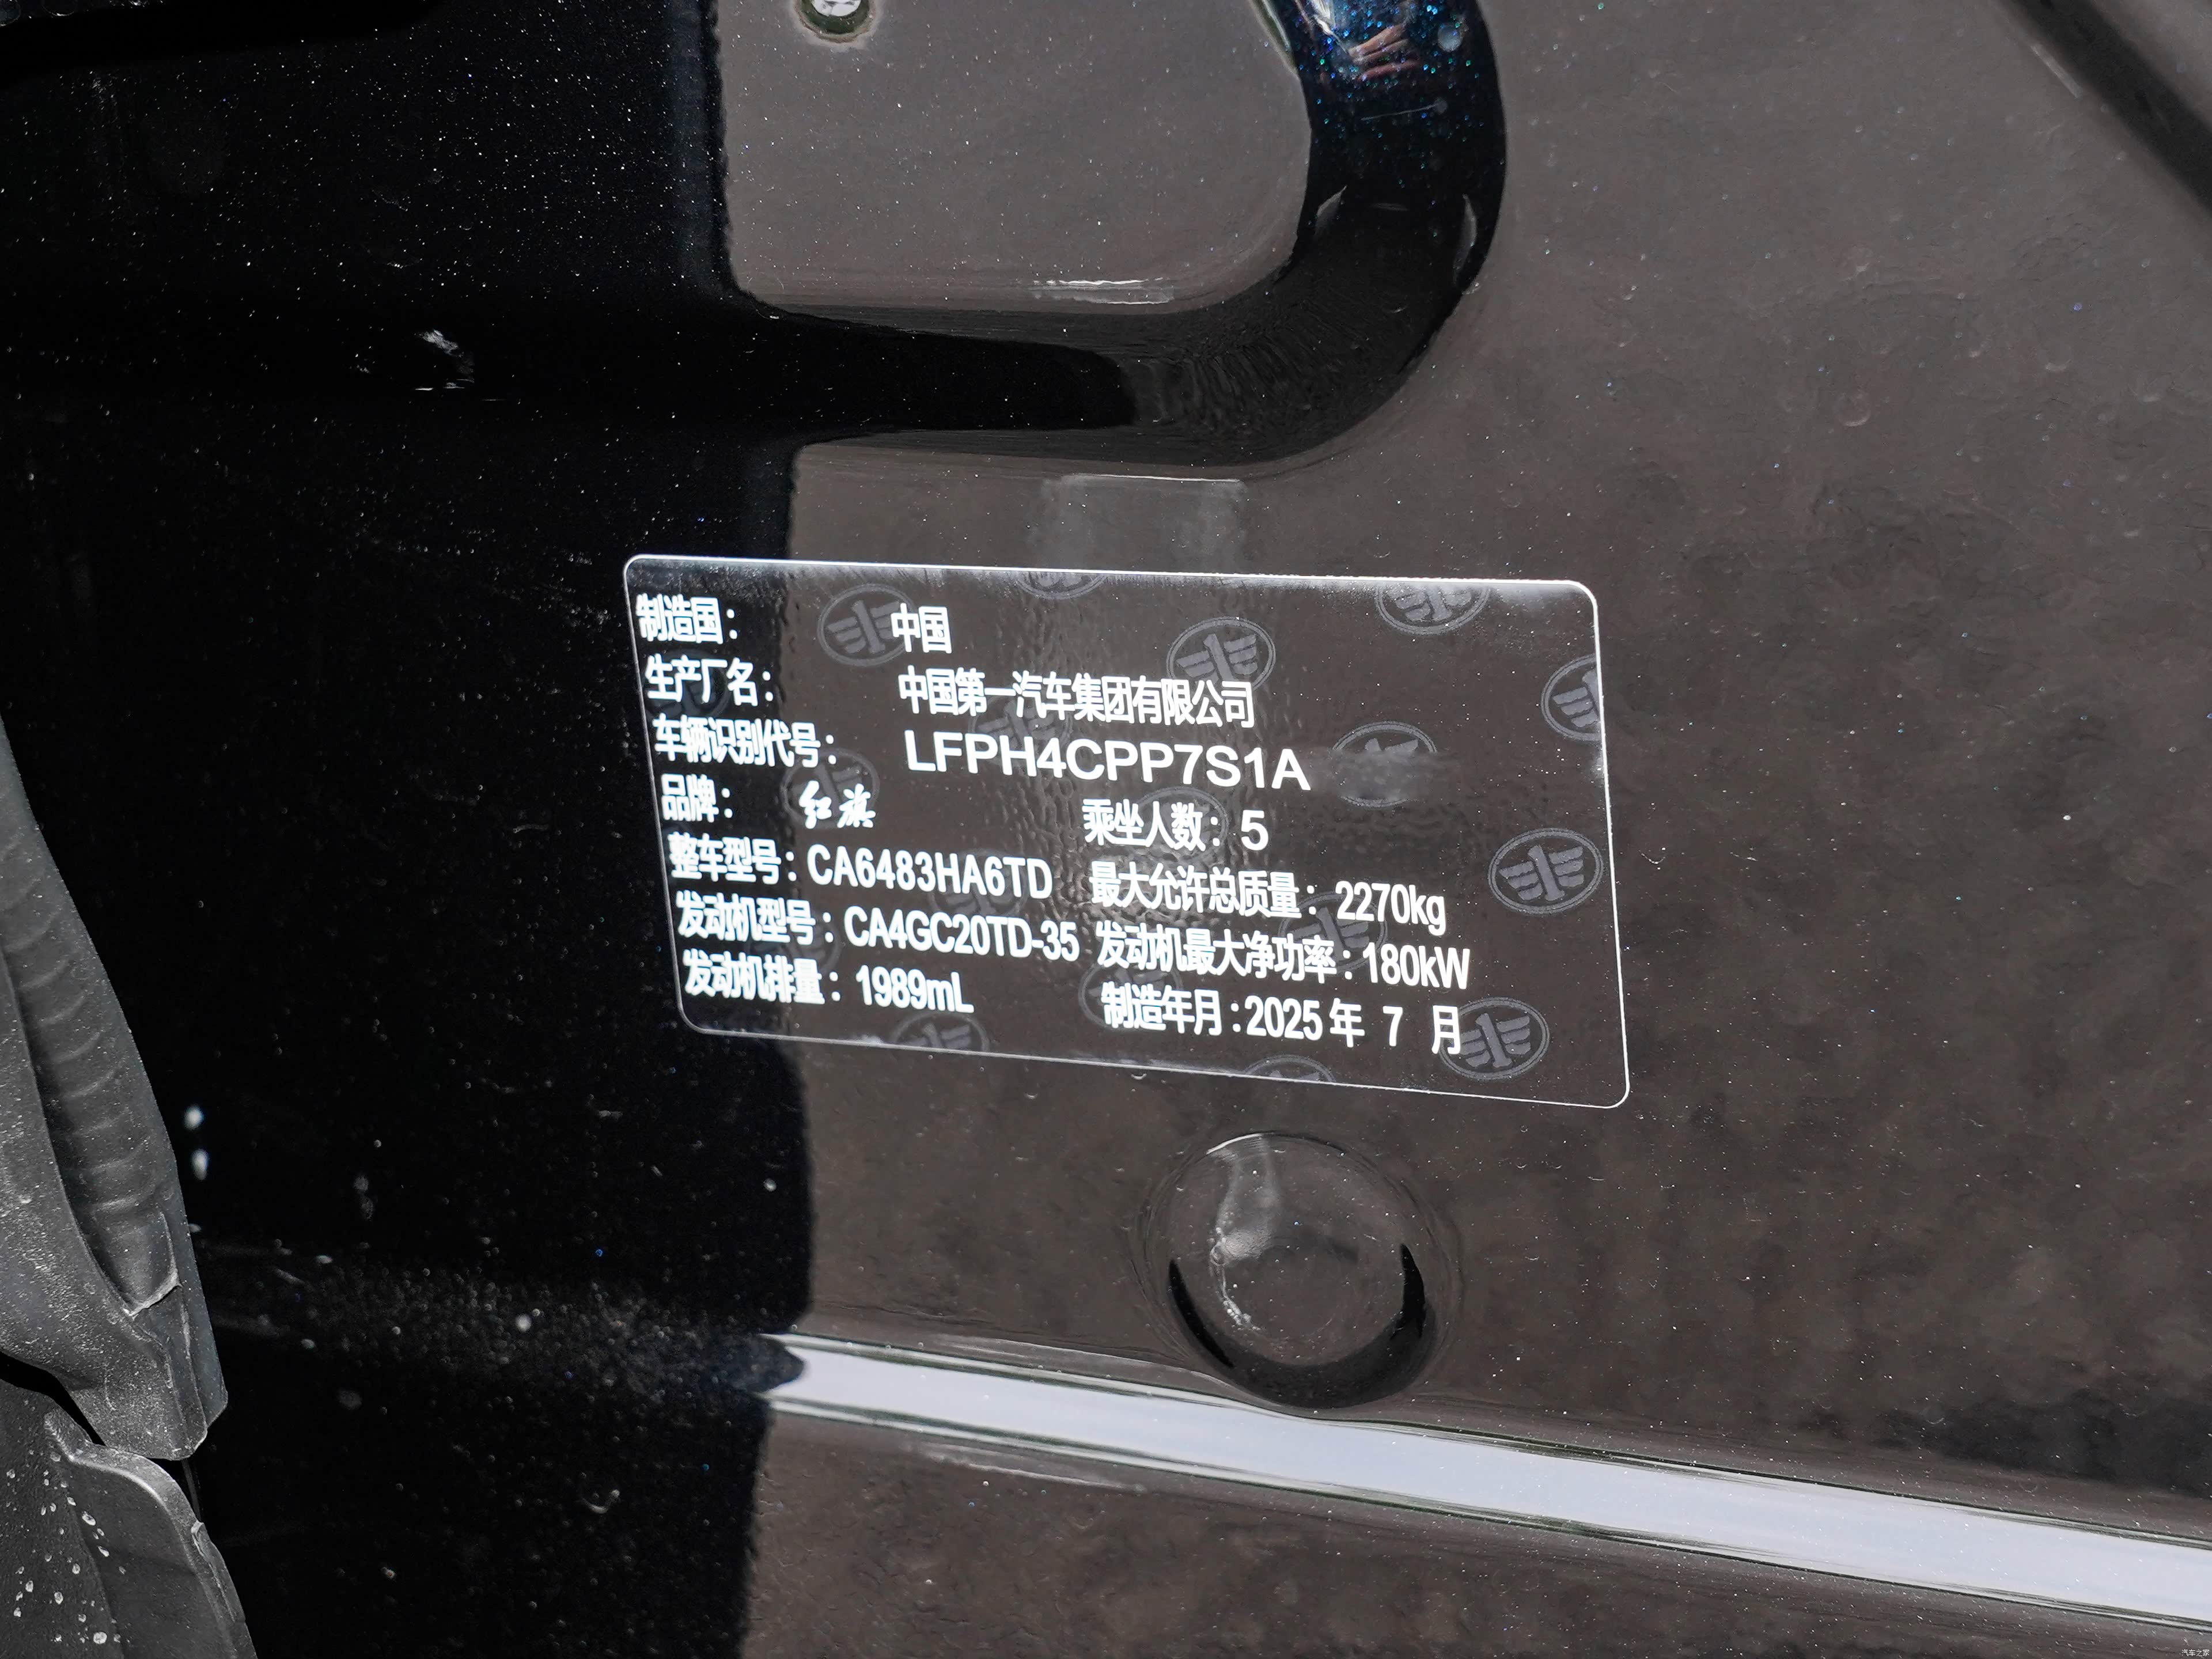 制造国： 中国
生产厂名： 中国第一汽车集团有限公司
车辆识别代号： LFPH4CPP7S1A
品牌： 红旗 乘坐人数：5
整车型号：CA6483HA6TD 最大允许总质量：2270kg
发动机型号：CA4GC20TD-35 发动机最大净功率：180kW
发动机排量：1989mL 制造年月：2025年 7 月
汽车之家